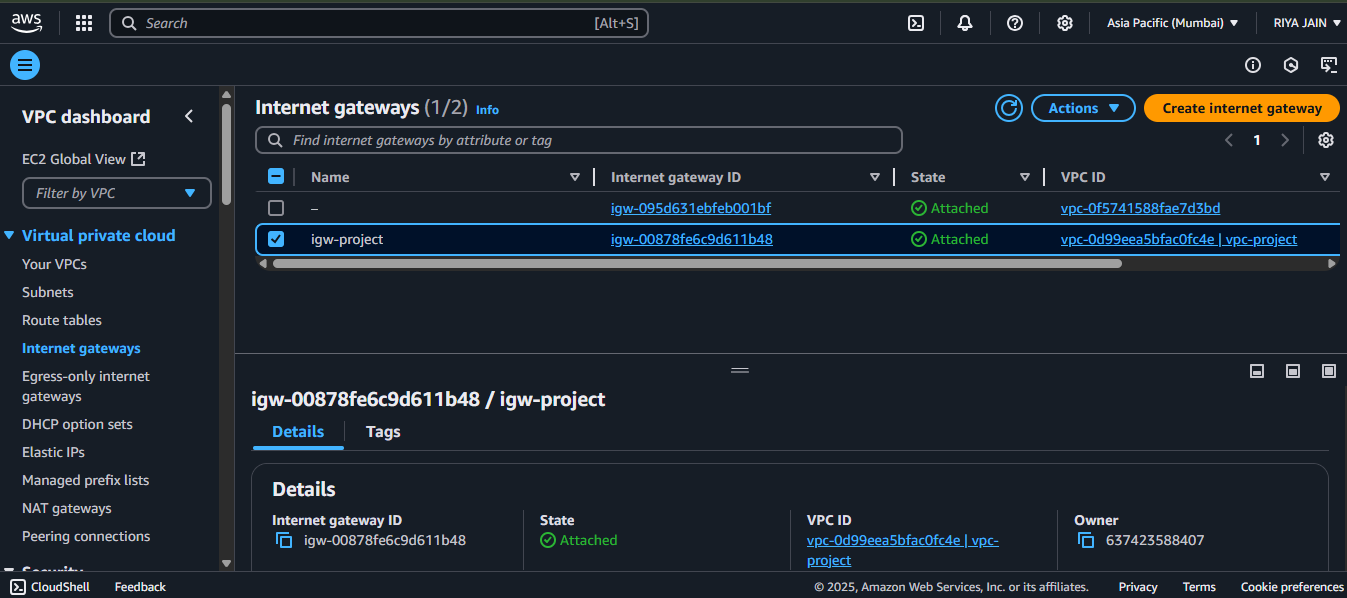 aws
Search [Alt+S] Asia Pacific (Mumbai) RIYA JAIN
VPC dashboard
EC2 Global View
Filter by VPC
Virtual private cloud
Your VPCs
Subnets
Route tables
Internet gateways
Egress-only internet
gateways
DHCP option sets
Elastic IPs
Managed prefix lists
NAT gateways
Peering connections
Security
Internet gateways (1/2) Info
Actions Create internet gateway
Find internet gateways by attribute or tag
1
Name Internet gateway ID State VPC ID
– igw-095d631ebfeb001bf Attached vpc-0f5741588fae7d3bd
igw-project igw-00878fe6c9d611b48 Attached vpc-0d99eea5bfac0fc4e | vpc-project
igw-00878fe6c9d611b48 / igw-project
Details Tags
Details
Internet gateway ID
igw-00878fe6c9d611b48
State
Attached
VPC ID
vpc-0d99eea5bfac0fc4e | vpc-
project
Owner
637423588407
CloudShell Feedback © 2025, Amazon Web Services, Inc. or its affiliates. Privacy Terms Cookie preferences